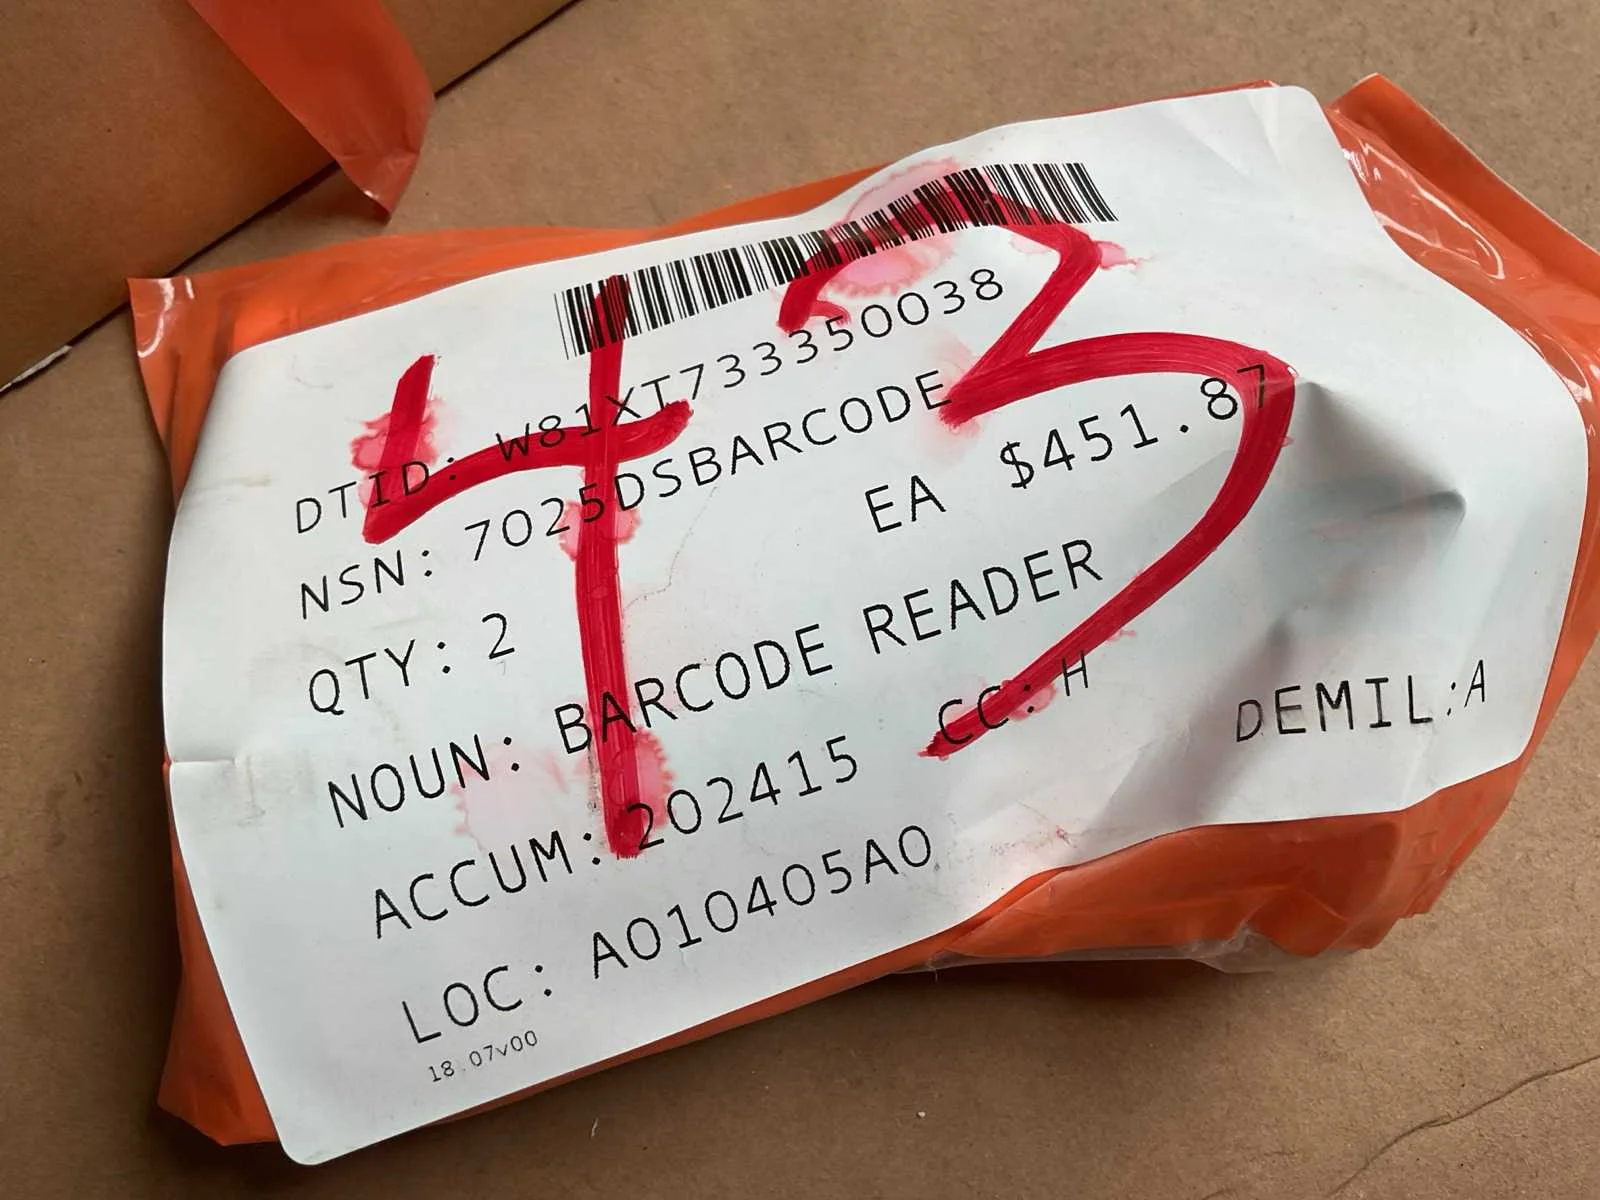 DTID: W81XT733350038
NSN: 7025DSBARCODE
QTY: 2 EA $451.87
NOUN: BARCODE READER
ACCUM: 202415 CC: H DEMIL:A
LOC: A010405A0
18.07v00
43